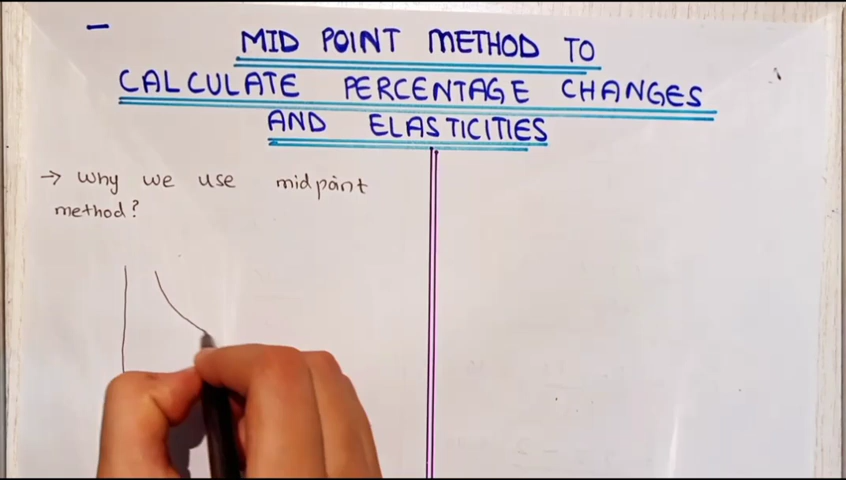 MID POINT METHOD TO
CALCULATE PERCENTAGE CHANGES
AND ELASTICITIES
→ Why we use midpoint
method?